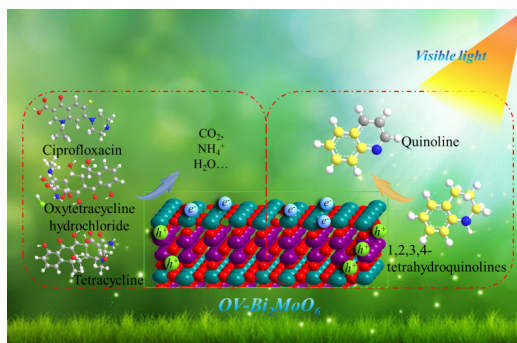 Visible light
Ciprofloxacin
Oxytetracycline
hydrochloride
Tetracycline
CO₂,
NH₄⁺
H₂O…
Quinoline
1,2,3,4-
tetrahydroquinolines
e⁻
e⁻
e⁻
e⁻
e⁻
h⁺
h⁺
h⁺
h⁺
h⁺
OV-Bi₂MoO₆